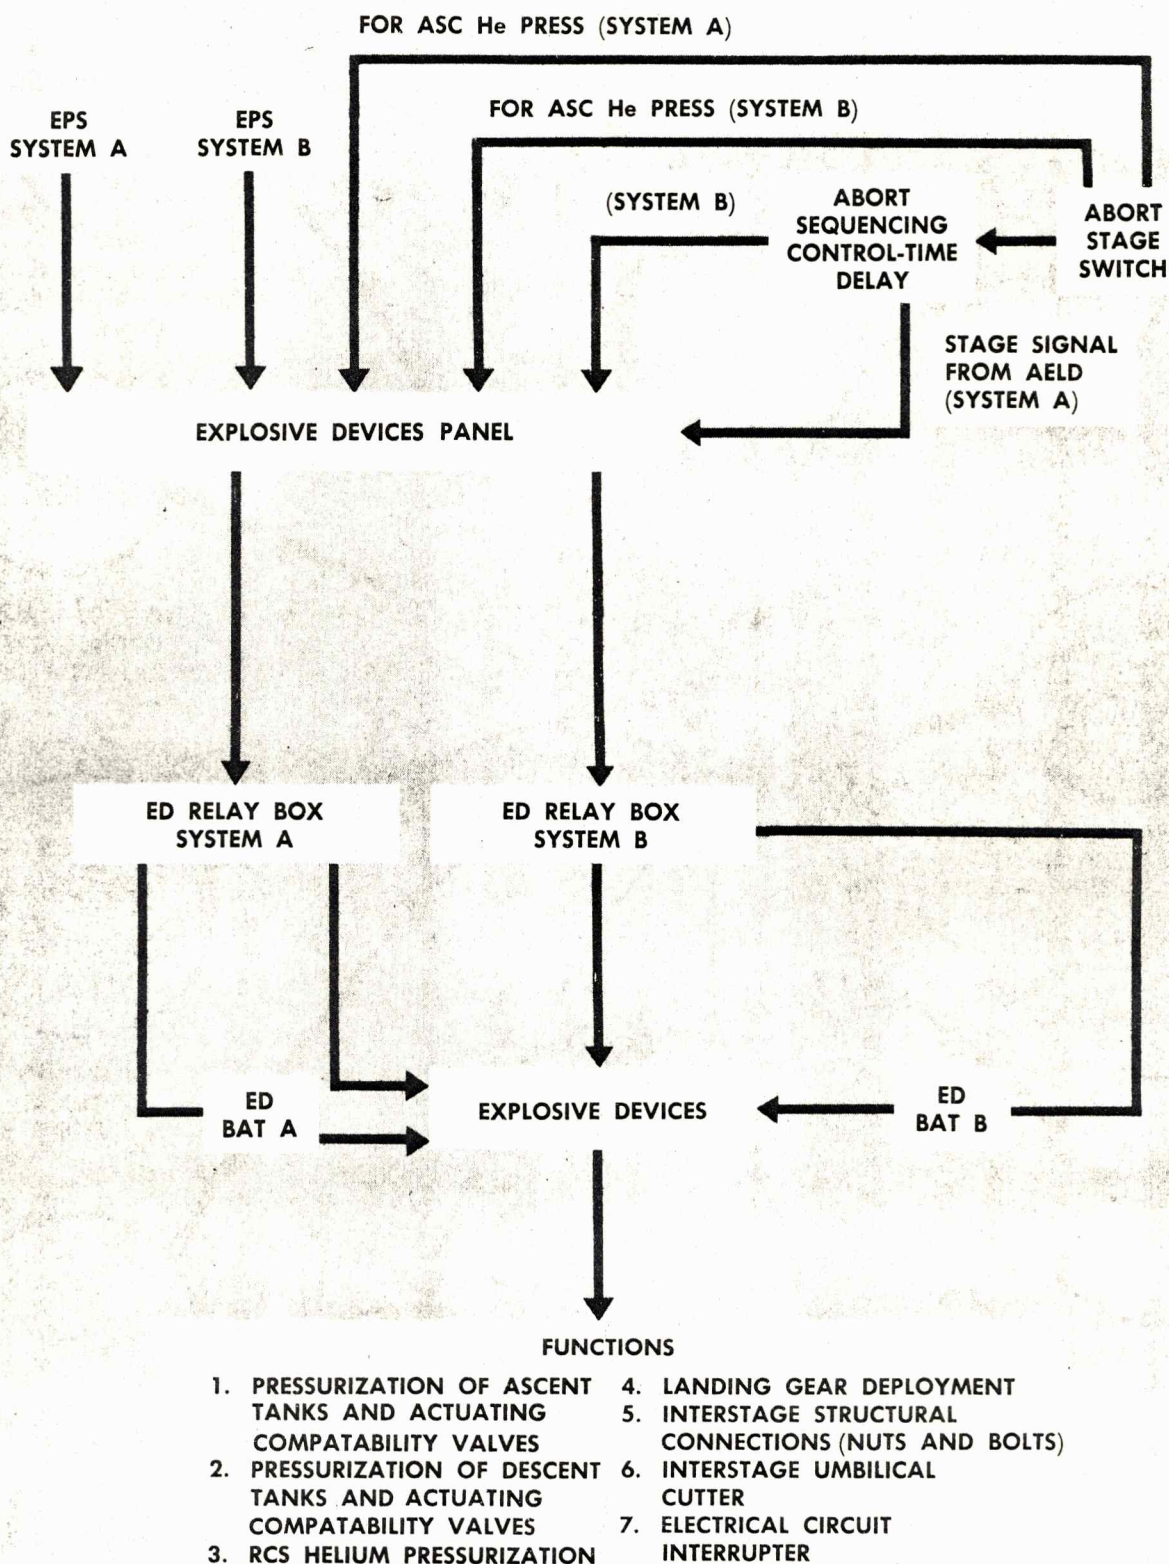 FOR ASC He PRESS (SYSTEM A)
FOR ASC He PRESS (SYSTEM B)
EPS
SYSTEM A
EPS
SYSTEM B
(SYSTEM B)
ABORT
SEQUENCING
CONTROL-TIME
DELAY
ABORT
STAGE
SWITCH
STAGE SIGNAL
FROM AELD
(SYSTEM A)
EXPLOSIVE DEVICES PANEL
ED RELAY BOX
SYSTEM A
ED RELAY BOX
SYSTEM B
ED
BAT A
EXPLOSIVE DEVICES
ED
BAT B
FUNCTIONS
1. PRESSURIZATION OF ASCENT
TANKS AND ACTUATING
COMPATABILITY VALVES
2. PRESSURIZATION OF DESCENT
TANKS AND ACTUATING
COMPATABILITY VALVES
3. RCS HELIUM PRESSURIZATION
4. LANDING GEAR DEPLOYMENT
5. INTERSTAGE STRUCTURAL
CONNECTIONS (NUTS AND BOLTS)
6. INTERSTAGE UMBILICAL
CUTTER
7. ELECTRICAL CIRCUIT
INTERRUPTER